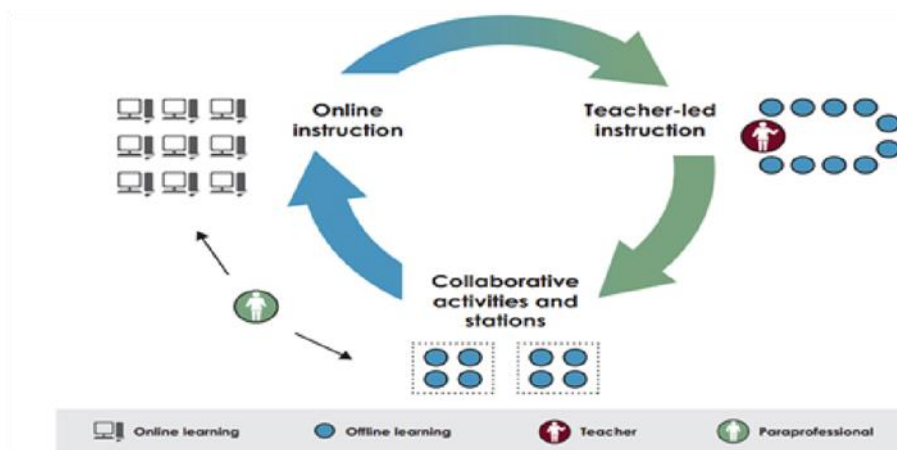 Online
instruction
Teacher-led
instruction
Collaborative
activities and
stations
Online learning
Offline learning
Teacher
Paraprofessional